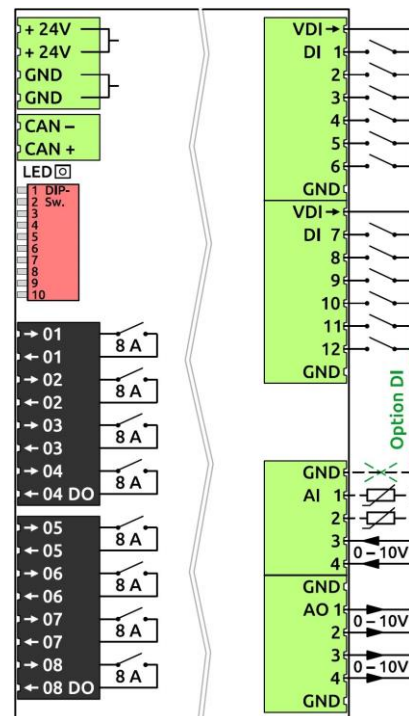 + 24V
+ 24V
GND
GND
CAN –
CAN +
LED
1 DIP-
2 Sw.
3
4
5
6
7
8
9
10
→ 01
← 01
8 A
→ 02
← 02
8 A
→ 03
← 03
8 A
→ 04
← 04 DO
8 A
→ 05
← 05
8 A
→ 06
← 06
8 A
→ 07
← 07
8 A
→ 08
← 08 DO
8 A
VDI→
DI 1
2
3
4
5
6
GND
VDI→
DI 7
8
9
10
11
12
GND
Option DI
GND
AI 1
2
3
0 – 10V
4
GND
AO 1
0 – 10V
2
3
0 – 10V
4
GND